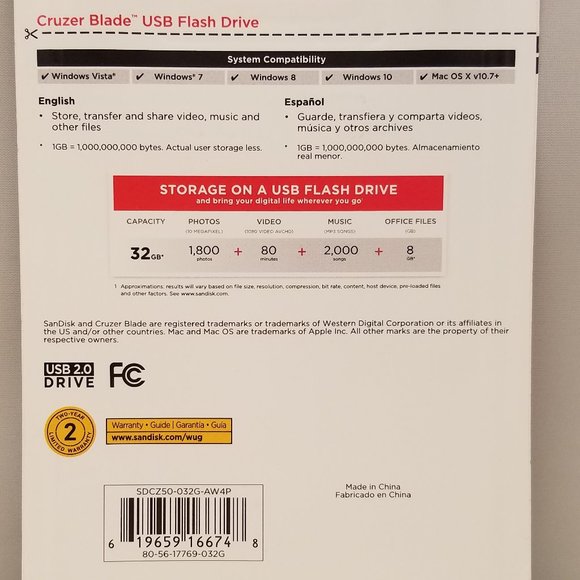 Cruzer Blade™ USB Flash Drive
System Compatibility
✔ Windows Vista® ✔ Windows® 7 ✔ Windows 8 ✔ Windows 10 ✔ Mac OS X v10.7+
English
• Store, transfer and share video, music and
other files
• 1GB = 1,000,000,000 bytes. Actual user storage less.
Español
• Guarde, transfiera y comparta videos,
música y otros archives
• 1GB = 1,000,000,000 bytes. Almacenamiento
real menor.
STORAGE ON A USB FLASH DRIVE
and bring your digital life wherever you go¹
CAPACITY PHOTOS VIDEO MUSIC OFFICE FILES
(10 MEGAPIXEL) (1080 VIDEO AVCHD) (MP3 SONGS) (GB)
32GB* 1,800 + 80 + 2,000 + 8
photos minutes songs GB*
1 Approximations: results will vary based on file size, resolution, compression, bit rate, content, host device, pre-loaded files
and other factors. See www.sandisk.com.
SanDisk and Cruzer Blade are registered trademarks or trademarks of Western Digital Corporation or its affiliates in
the US and/or other countries. Mac and Mac OS are trademarks of Apple Inc. All other marks are the property of their
respective owners.
USB 2.0
DRIVE
FC
TWO-YEAR
2
LIMITED WARRANTY
Warranty • Guide | Garantía • Guía
www.sandisk.com/wug
SDCZ50-032G-AW4P
6 19659 16674 8
80-56-17769-032G
Made in China
Fabricado en China